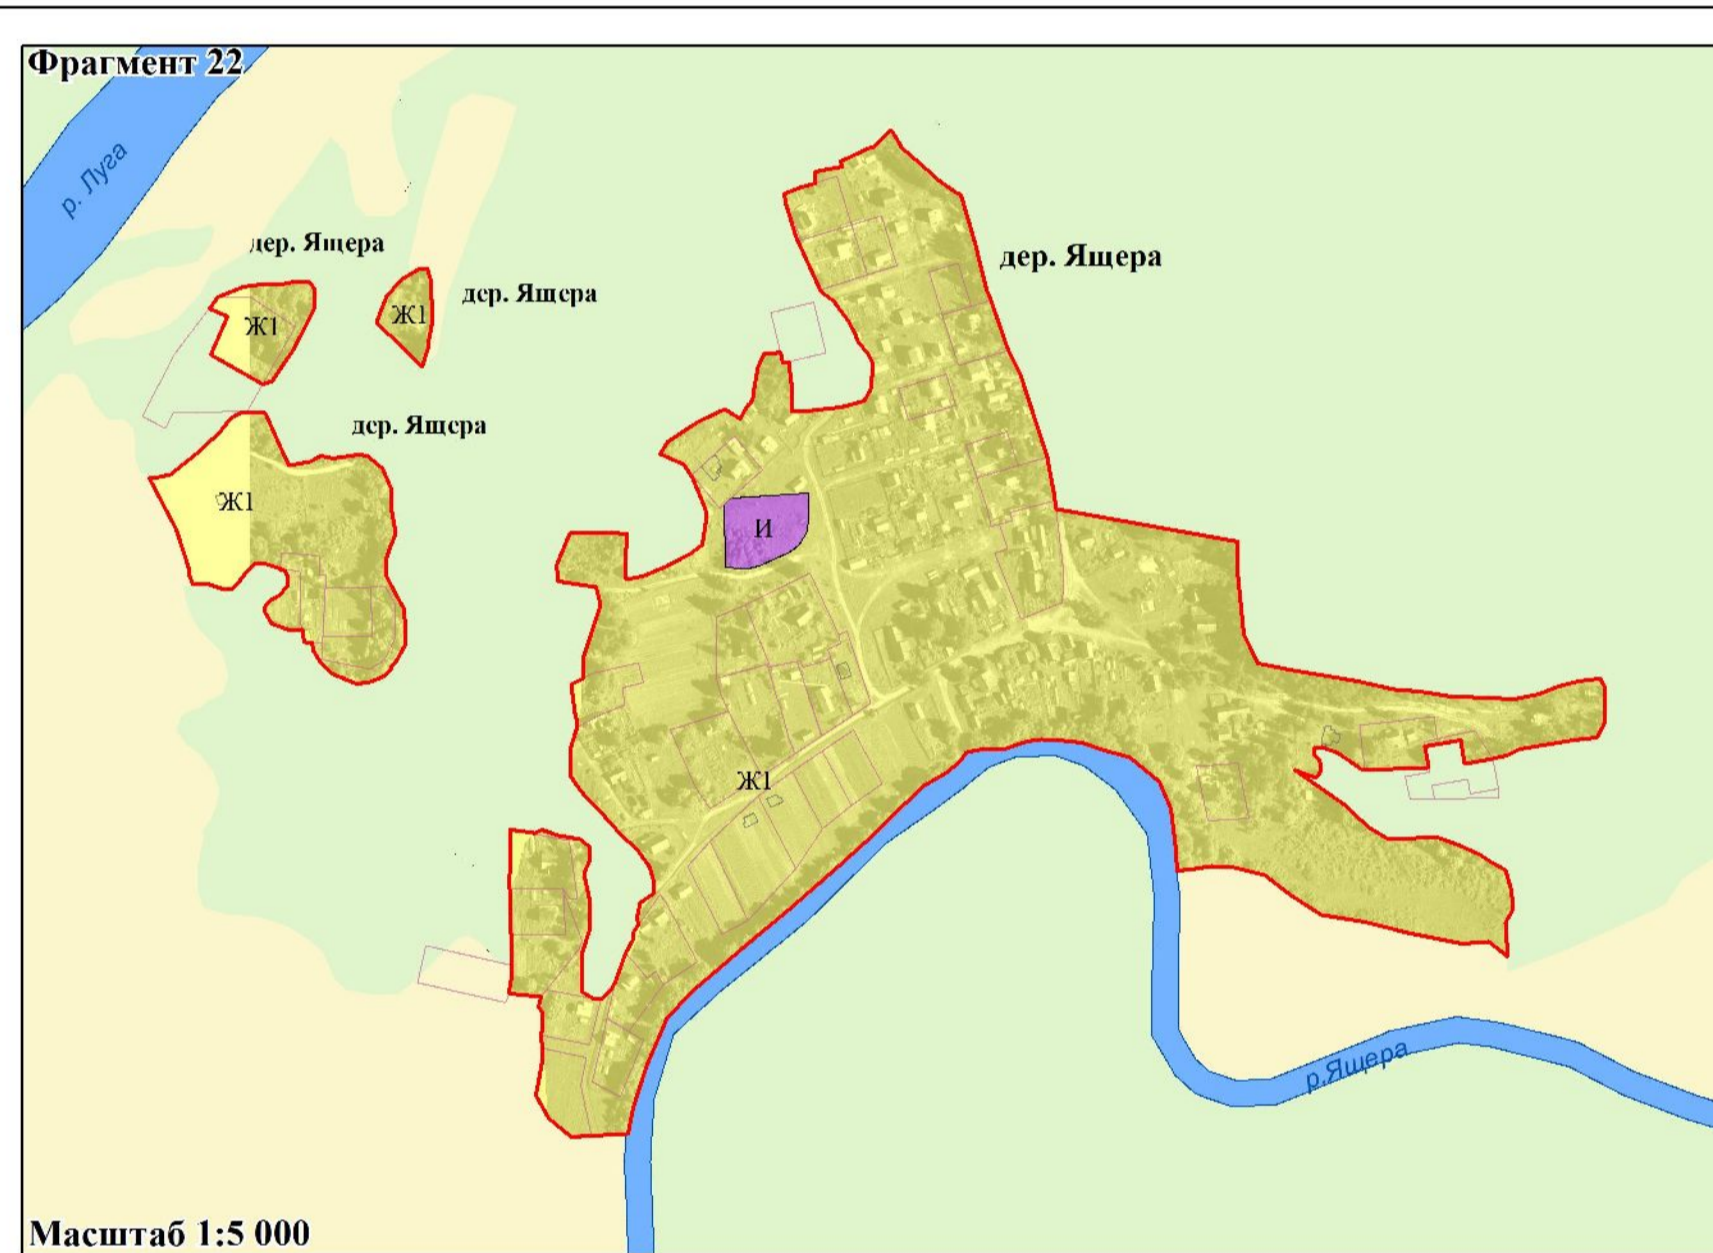 Фрагмент 22
р. Луга
дер. Ящера
дер. Ящера
дер. Ящера
Ж1
Ж1
дер. Ящера
Ж1
И
Ж1
р.Ящера
Масштаб 1:5 000